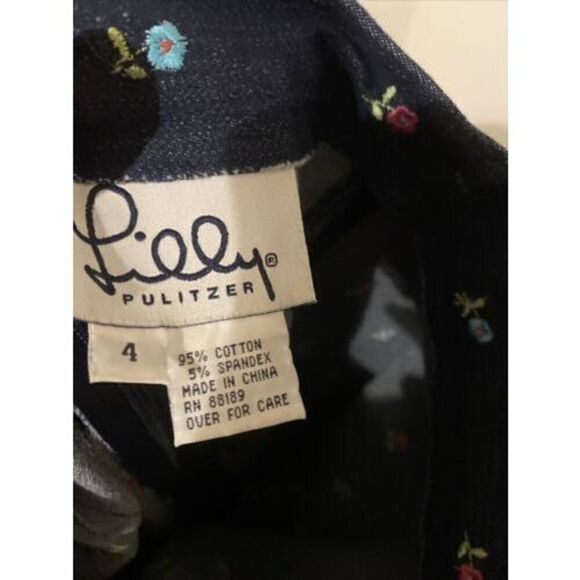 Lilly®
PULITZER
4
95% COTTON
5% SPANDEX
MADE IN CHINA
RN 88189
OVER FOR CARE